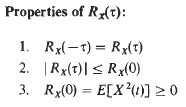 Properties of R_X(τ):
1. R_X(−τ) = R_X(τ)
2. |R_X(τ)| ≤ R_X(0)
3. R_X(0) = E[X²(t)] ≥ 0